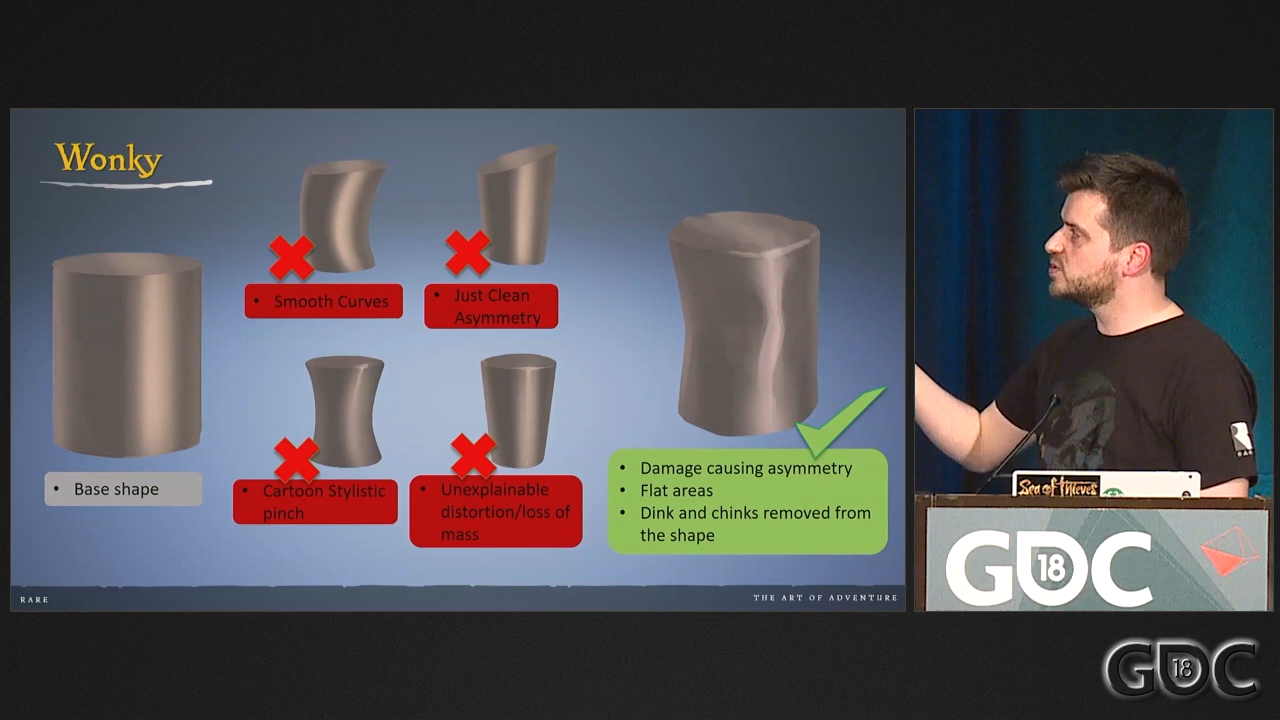 Wonky
• Smooth Curves
• Just Clean
Asymmetry
• Base shape
• Cartoon Stylistic
pinch
• Unexplainable
distortion/loss of
mass
• Damage causing asymmetry
• Flat areas
• Dink and chinks removed from
the shape
RARE
THE ART OF ADVENTURE
Sea of Thieves
GDC
18
GDC
18